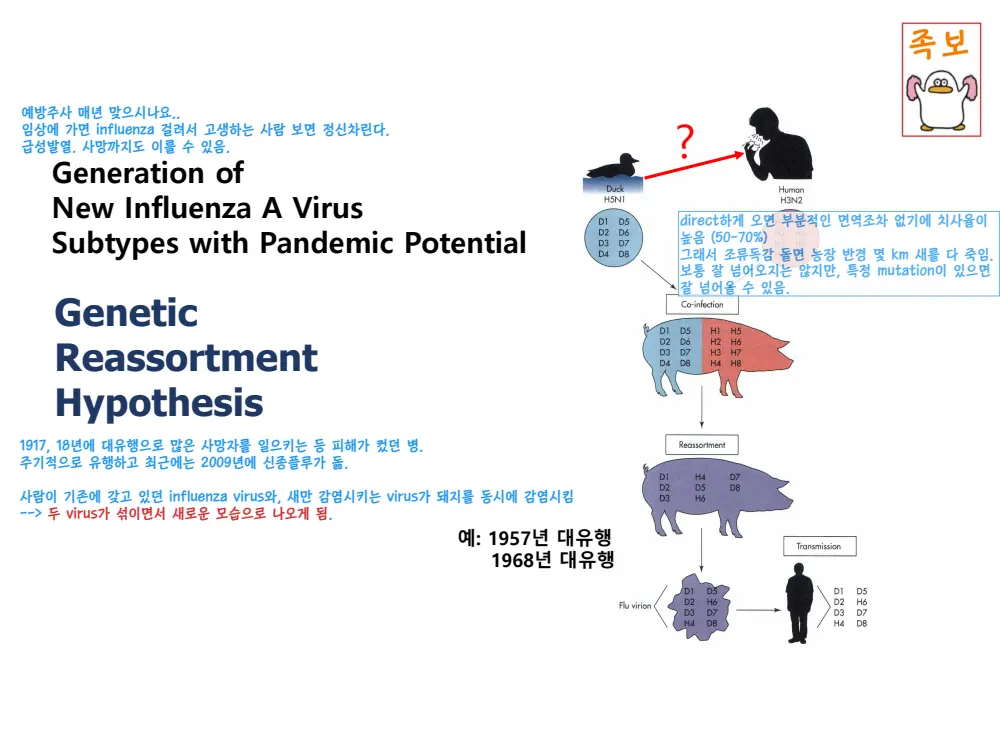 족보
예방주사 매년 맞으시나요..
임상에 가면 influenza 걸려서 고생하는 사람 보면 정신차린다.
급성발열. 사망까지도 이룰 수 있음.
Generation of
New Influenza A Virus
Subtypes with Pandemic Potential
Genetic
Reassortment
Hypothesis
1917, 18년에 대유행으로 많은 사망자를 일으키는 등 피해가 컸던 병.
주기적으로 유행하고 최근에는 2009년에 신종플루가 돎.
사람이 기존에 갖고 있던 influenza virus와, 새만 감염시키는 virus가 돼지를 동시에 감염시킴
--> 두 virus가 섞이면서 새로운 모습으로 나오게 됨.
예: 1957년 대유행
1968년 대유행
?
Duck
H5N1
Human
H3N2
D1 D5
D2 D6
D3 D7
D4 D8
direct하게 오면 부분적인 면역조차 없기에 치사율이
높음 (50-70%)
그래서 조류독감 돌면 농장 반경 몇 km 새를 다 죽임.
보통 잘 넘어오지는 않지만, 특정 mutation이 있으면
잘 넘어올 수 있음.
Co-infection
D1 D5 H1 H5
D2 D6 H2 H6
D3 D7 H3 H7
D4 D8 H4 H8
Reassortment
D1 H4 D7
D2 D5 D8
D3 H6
Transmission
Flu virion
D1 D5
D2 H6
D3 D7
H4 D8
D1 D5
D2 H6
D3 D7
H4 D8